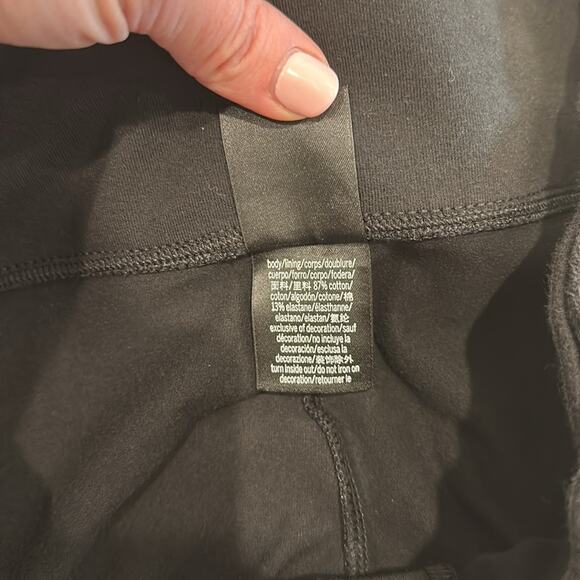 body/lining/corps/doublure/
cuerpo/forro/corpo/fodera/
面料/里料 87% cotton/
coton/algodón/cotone/棉
13% elastane/élasthanne/
elastano/elastan/氨纶
exclusive of decoration/sauf
décoration/no incluye la
decoración/esclusa la
decorazione/装饰除外
turn inside out/do not iron on
decoration/retourner le